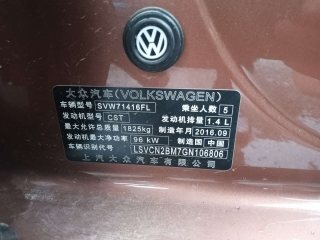 大众汽车(VOLKSWAGEN)
车辆型号 SVW71416FL 乘坐人数 5
发动机型号 CST 发动机排量 1.4 L
最大允许总质量 1825kg 制造年月 2016.09
发动机最大净功率 96 kW 制造国 中国
车辆识别代号 LSVCN2BM7GN106806
上汽大众汽车有限公司